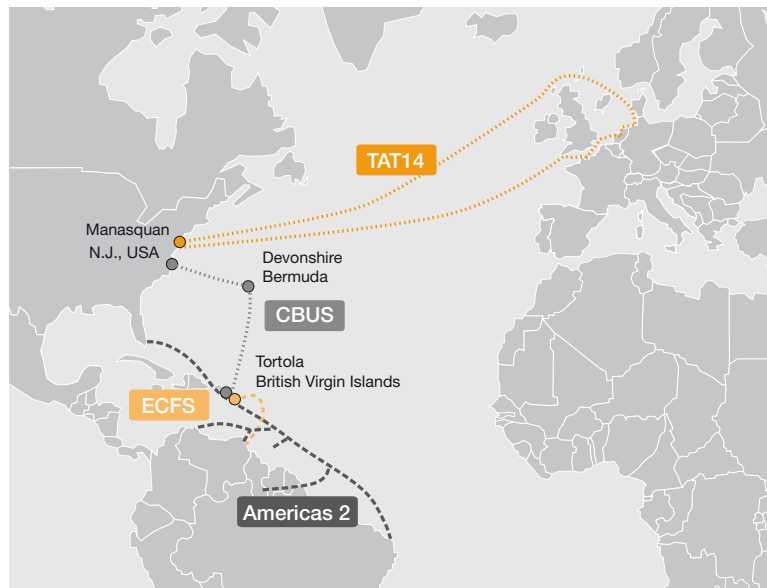 TAT14
Manasquan
N.J., USA
Devonshire
Bermuda
CBUS
Tortola
British Virgin Islands
ECFS
Americas 2